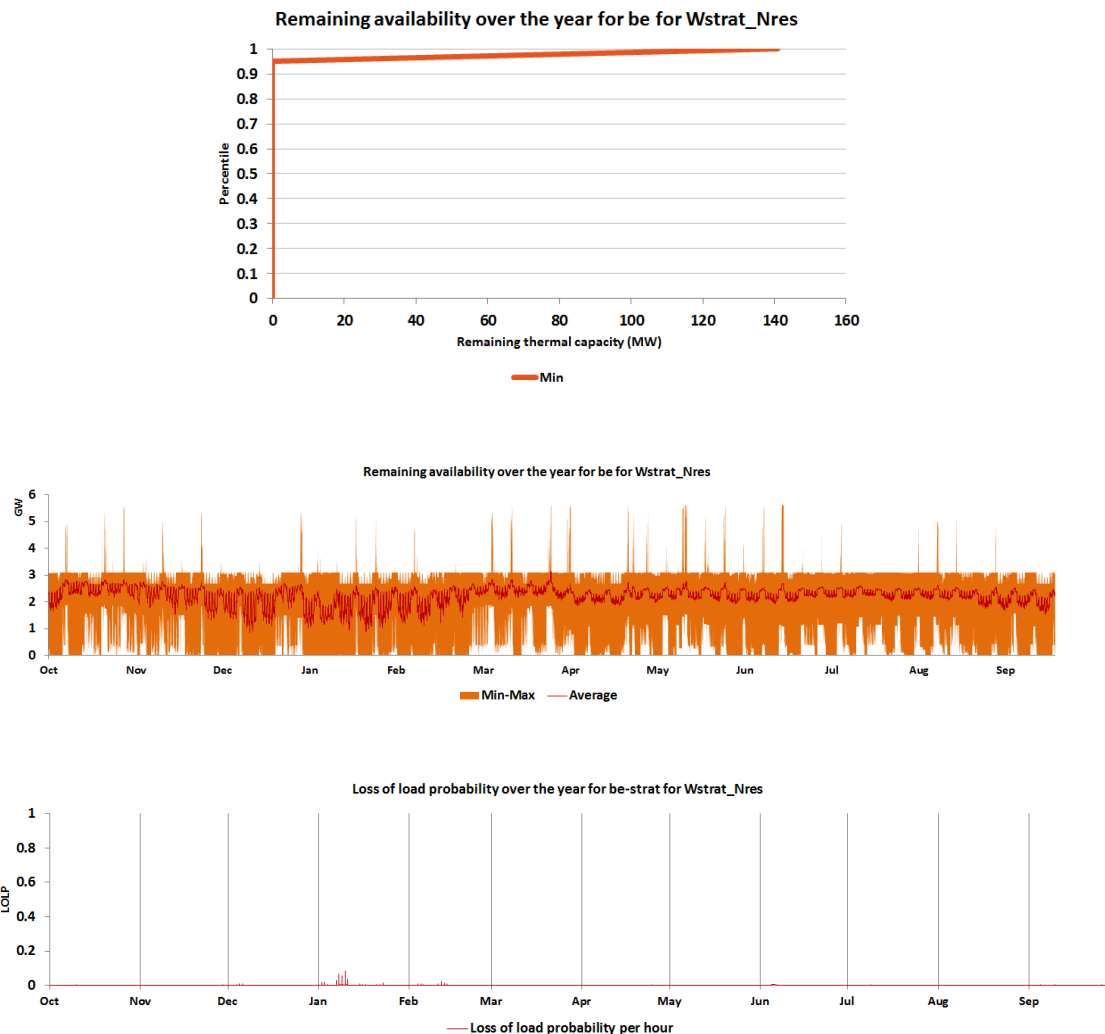 Remaining availability over the year for be for Wstrat_Nres
1
0.9
0.8
0.7
0.6
0.5
0.4
0.3
0.2
0.1
0
Percentile
0 20 40 60 80 100 120 140 160
Remaining thermal capacity (MW)
Min
Remaining availability over the year for be for Wstrat_Nres
GW
6
5
4
3
2
1
0
Oct Nov Dec Jan Feb Mar Apr May Jun Jul Aug Sep
Min-Max Average
Loss of load probability over the year for be-strat for Wstrat_Nres
1
0.8
0.6
0.4
0.2
0
LOLP
Oct Nov Dec Jan Feb Mar Apr May Jun Jul Aug Sep
Loss of load probability per hour